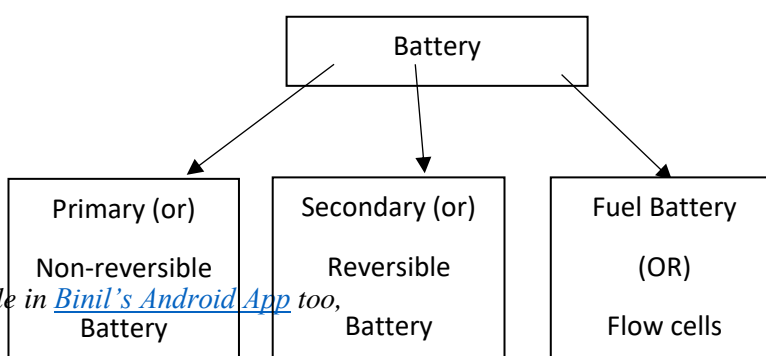 Battery
Primary (or)
Non-reversible
Battery
Secondary (or)
Reversible
Battery
Fuel Battery
(OR)
Flow cells
le in Binil’s Android App too,